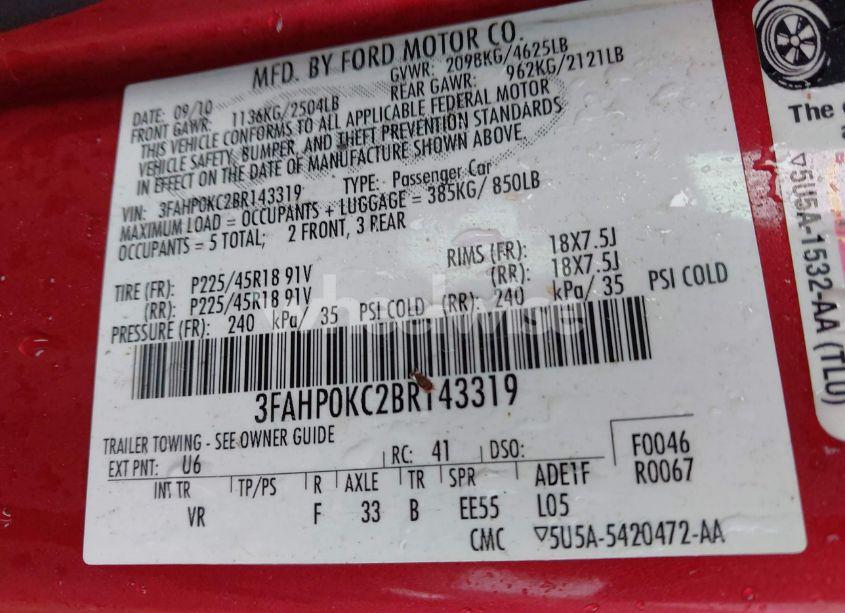 MFD. BY FORD MOTOR CO.
DATE: 09/10 GVWR: 2098KG/4625LB
FRONT GAWR: 1136KG/2504LB REAR GAWR: 962KG/2121LB
THIS VEHICLE CONFORMS TO ALL APPLICABLE FEDERAL MOTOR
VEHICLE SAFETY, BUMPER, AND THEFT PREVENTION STANDARDS
IN EFFECT ON THE DATE OF MANUFACTURE SHOWN ABOVE.
VIN: 3FAHP0KC2BR143319 TYPE: Passenger Car
MAXIMUM LOAD = OCCUPANTS + LUGGAGE = 385KG/ 850LB
OCCUPANTS = 5 TOTAL; 2 FRONT, 3 REAR
TIRE (FR): P225/45R18 91V RIMS (FR): 18X7.5J
(RR): P225/45R18 91V (RR): 18X7.5J
PRESSURE (FR): 240 kPa/ 35 PSI COLD (RR): 240 kPa/ 35 PSI COLD
Wheelwise
3FAHP0KC2BR143319
TRAILER TOWING - SEE OWNER GUIDE
EXT PNT: U6 RC: 41 DSO: F0046
R0067
INT TR TP/PS R AXLE TR SPR ADE1F
VR F 33 B EE55 L05
CMC ▽5U5A-5420472-AA
The
▽5U5A-1532-AA (TLU)